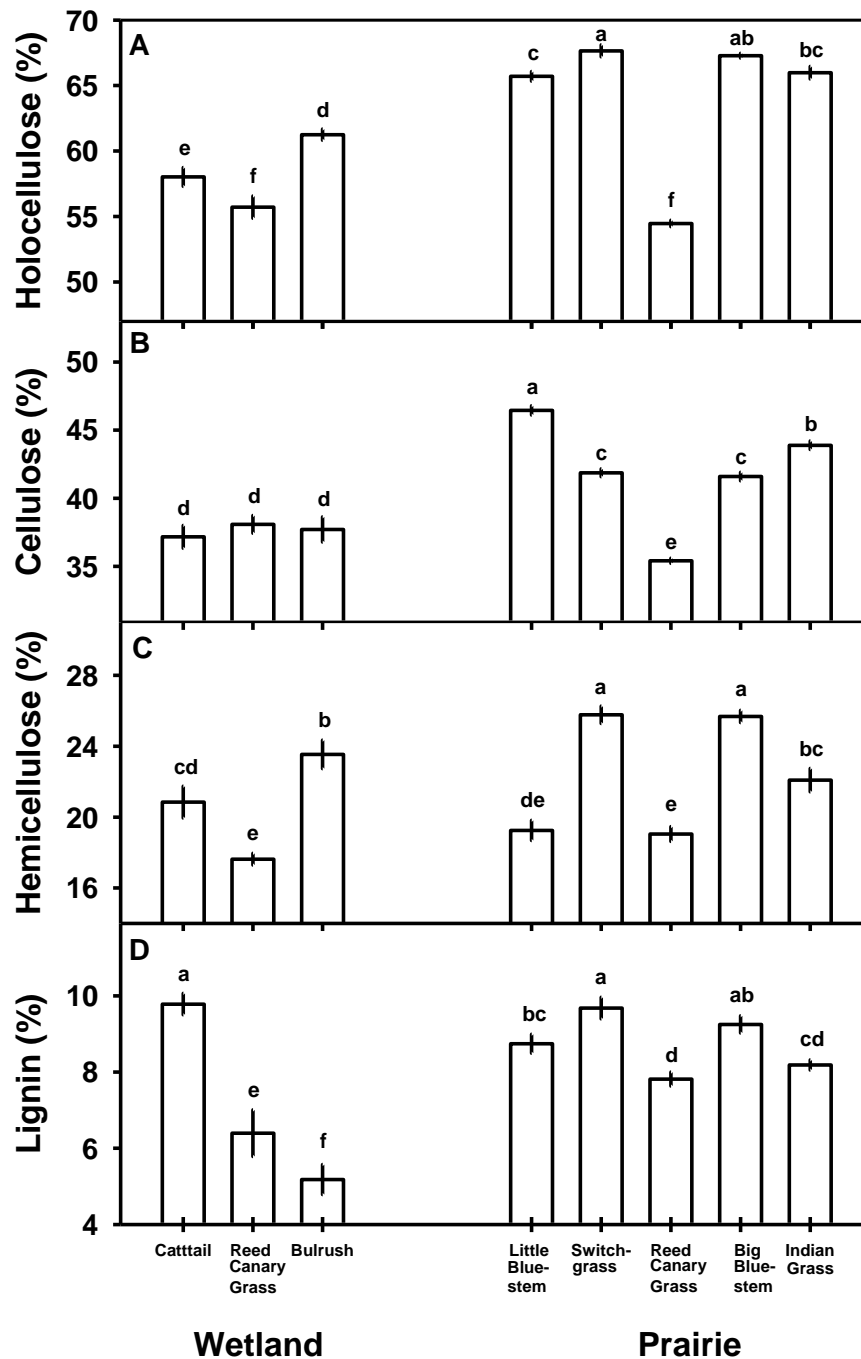 A
Holocellulose (%)
70
65
60
55
50
e
f
d
c
a
f
ab
bc
B
Cellulose (%)
50
45
40
35
d
d
d
a
c
e
c
b
C
Hemicellulose (%)
28
24
20
16
cd
e
b
de
a
e
a
bc
D
Lignin (%)
10
8
6
4
a
e
f
bc
a
d
ab
cd
Catttail
Reed
Canary
Grass
Bulrush
Little
Blue-
stem
Switch-
grass
Reed
Canary
Grass
Big
Blue-
stem
Indian
Grass
Wetland
Prairie